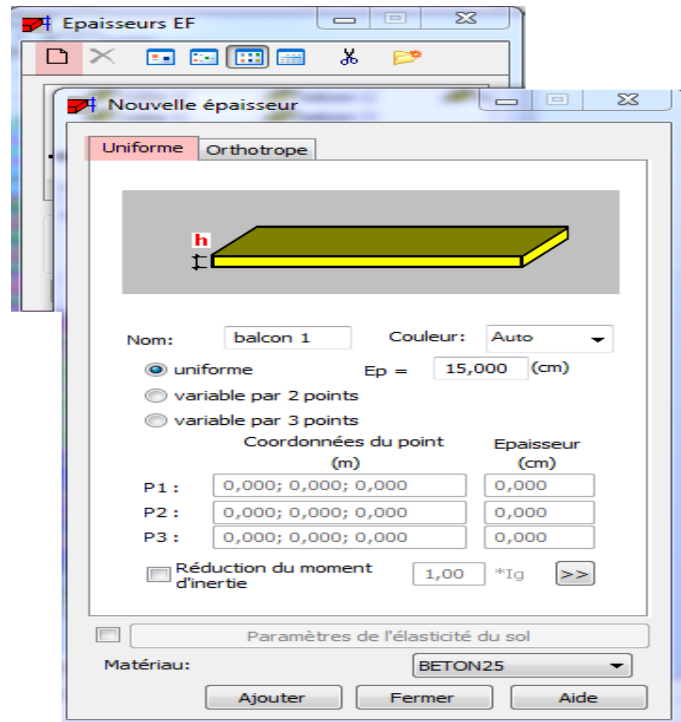 Epaisseurs EF
Nouvelle épaisseur
Uniforme Orthotrope
h
Nom: balcon 1 Couleur: Auto
uniforme Ep = 15,000 (cm)
variable par 2 points
variable par 3 points
Coordonnées du point Epaisseur
(m) (cm)
P1 : 0,000; 0,000; 0,000 0,000
P2 : 0,000; 0,000; 0,000 0,000
P3 : 0,000; 0,000; 0,000 0,000
Réduction du moment
d'inertie 1,00 *Ig >>
Paramètres de l'élasticité du sol
Matériau: BETON25
Ajouter Fermer Aide